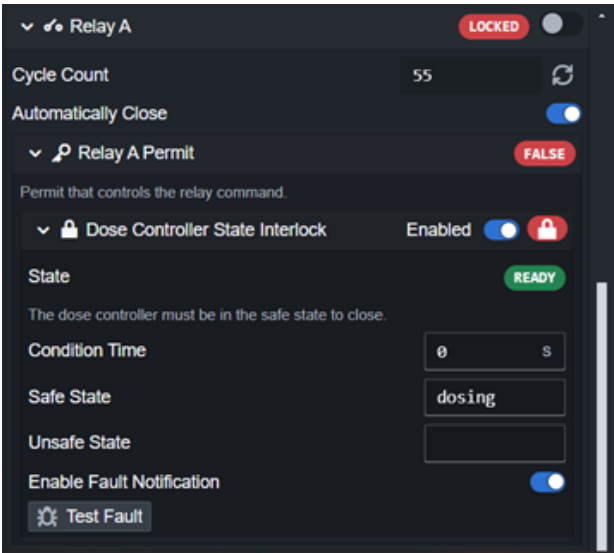 Relay A LOCKED
Cycle Count 55
Automatically Close
Relay A Permit FALSE
Permit that controls the relay command.
Dose Controller State Interlock Enabled
State READY
The dose controller must be in the safe state to close.
Condition Time 0 s
Safe State dosing
Unsafe State
Enable Fault Notification
Test Fault